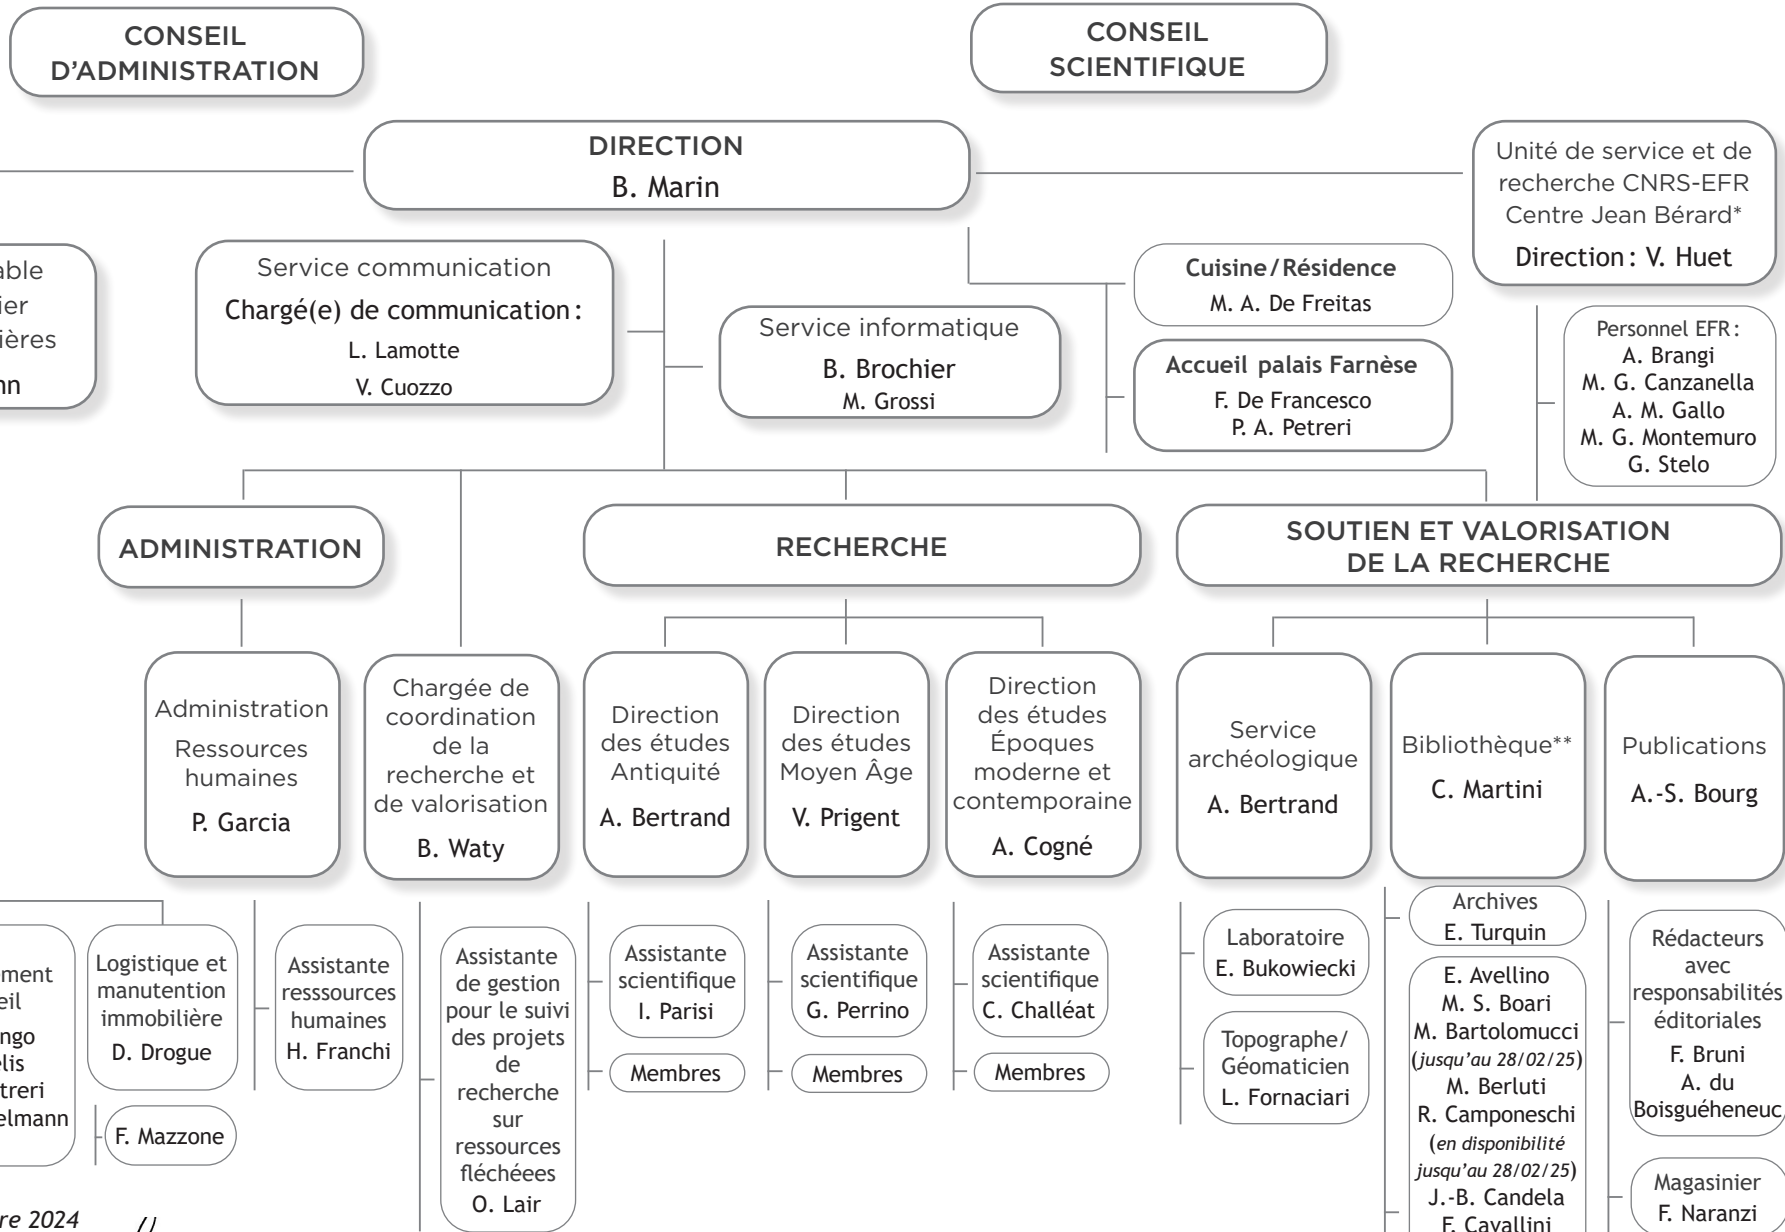 CONSEIL
D'ADMINISTRATION
CONSEIL
SCIENTIFIQUE
DIRECTION
B. Marin
Unité de service et de
recherche CNRS-EFR
Centre Jean Bérard*
Direction : V. Huet
Service communication
Chargé(e) de communication :
L. Lamotte
V. Cuozzo
Service informatique
B. Brochier
M. Grossi
Cuisine/Résidence
M. A. De Freitas
Accueil palais Farnèse
F. De Francesco
P. A. Petreri
Personnel EFR :
A. Brangi
M. G. Canzanella
A. M. Gallo
M. G. Montemuro
G. Stelo
ADMINISTRATION
RECHERCHE
SOUTIEN ET VALORISATION
DE LA RECHERCHE
Administration
Ressources
humaines
P. Garcia
Chargée de
coordination
de la
recherche et
de valorisation
B. Waty
Direction
des études
Antiquité
A. Bertrand
Direction
des études
Moyen Âge
V. Prigent
Direction
des études
Époques
moderne et
contemporaine
A. Cogné
Service
archéologique
A. Bertrand
Bibliothèque**
C. Martini
Publications
A.-S. Bourg
Logistique et
manutention
immobilière
D. Drogue
F. Mazzone
Assistante
resssources
humaines
H. Franchi
Assistante
de gestion
pour le suivi
des projets
de
recherche
sur
ressources
fléchéees
O. Lair
Assistante
scientifique
I. Parisi
Membres
Assistante
scientifique
G. Perrino
Membres
Assistante
scientifique
C. Challéat
Membres
Laboratoire
E. Bukowiecki
Topographe/
Géomaticien
L. Fornaciari
Archives
E. Turquin
E. Avellino
M. S. Boari
M. Bartolomucci
(jusqu'au 28/02/25)
M. Berluti
R. Camponeschi
(en disponibilité
jusqu'au 28/02/25)
J.-B. Candela
F. Cavallini
Rédacteurs
avec
responsabilités
éditoriales
F. Bruni
A. du
Boisguéheneuc
Magasinier
F. Naranzi
2024